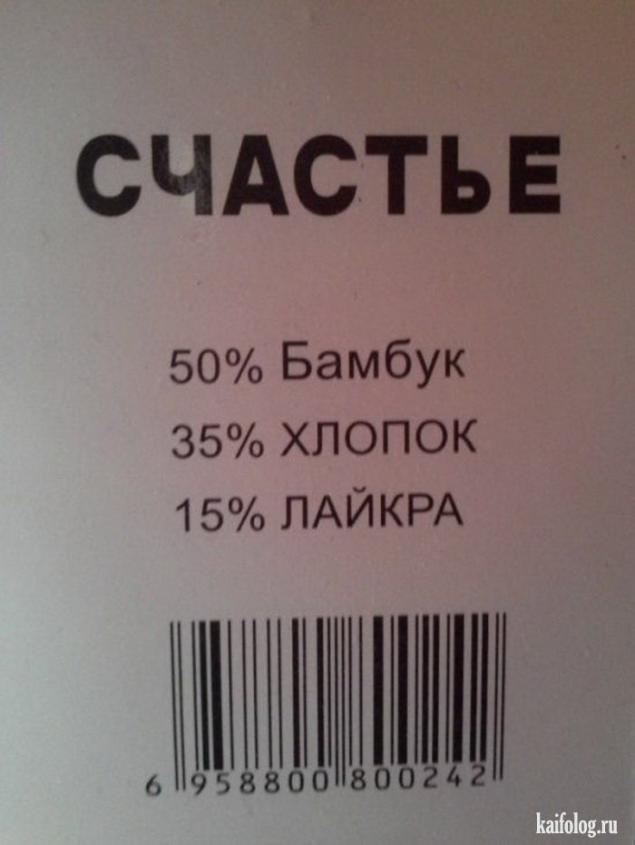 СЧАСТЬЕ
50% Бамбук
35% ХЛОПОК
15% ЛАЙКРА
6 958800 800242
kaifolog.ru